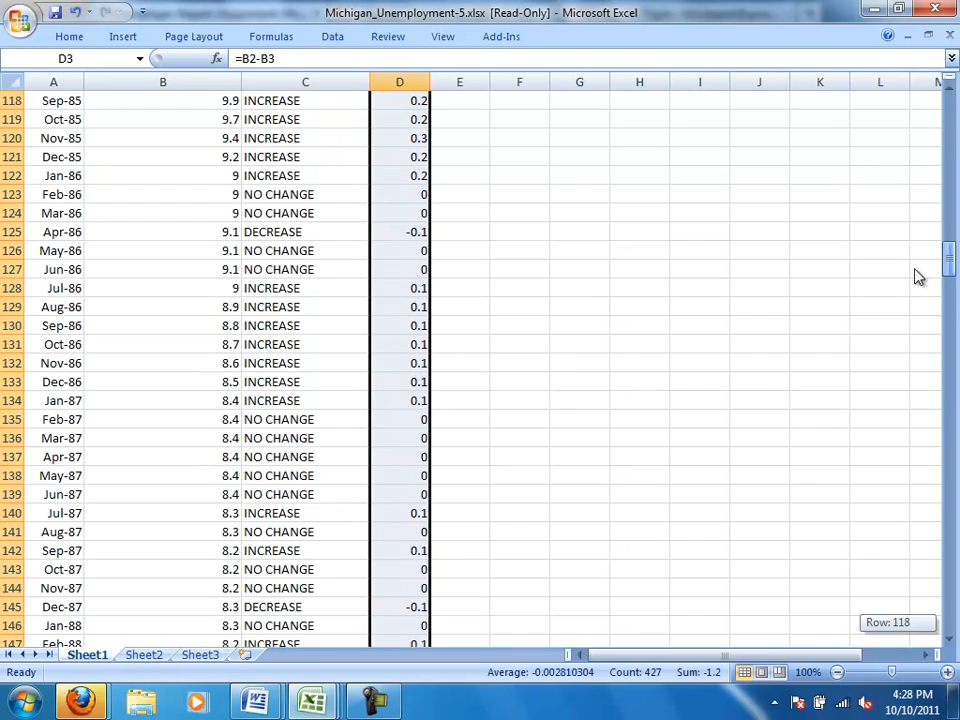 Michigan_Unemployment-5.xlsx [Read-Only] - Microsoft Excel
Home Insert Page Layout Formulas Data Review View Add-Ins
D3 fx =B2-B3
A B C D E F G H I J K L M
118 Sep-85 9.9 INCREASE 0.2
119 Oct-85 9.7 INCREASE 0.2
120 Nov-85 9.4 INCREASE 0.3
121 Dec-85 9.2 INCREASE 0.2
122 Jan-86 9 INCREASE 0.2
123 Feb-86 9 NO CHANGE 0
124 Mar-86 9 NO CHANGE 0
125 Apr-86 9.1 DECREASE -0.1
126 May-86 9.1 NO CHANGE 0
127 Jun-86 9.1 NO CHANGE 0
128 Jul-86 9 INCREASE 0.1
129 Aug-86 8.9 INCREASE 0.1
130 Sep-86 8.8 INCREASE 0.1
131 Oct-86 8.7 INCREASE 0.1
132 Nov-86 8.6 INCREASE 0.1
133 Dec-86 8.5 INCREASE 0.1
134 Jan-87 8.4 INCREASE 0.1
135 Feb-87 8.4 NO CHANGE 0
136 Mar-87 8.4 NO CHANGE 0
137 Apr-87 8.4 NO CHANGE 0
138 May-87 8.4 NO CHANGE 0
139 Jun-87 8.4 NO CHANGE 0
140 Jul-87 8.3 INCREASE 0.1
141 Aug-87 8.3 NO CHANGE 0
142 Sep-87 8.2 INCREASE 0.1
143 Oct-87 8.2 NO CHANGE 0
144 Nov-87 8.2 NO CHANGE 0
145 Dec-87 8.3 DECREASE -0.1
146 Jan-88 8.3 NO CHANGE 0
147 Feb-88 8.2 INCREASE 0.1
Row: 118
Sheet1 Sheet2 Sheet3
Ready Average: -0.002810304 Count: 427 Sum: -1.2 100%
4:28 PM
10/10/2011